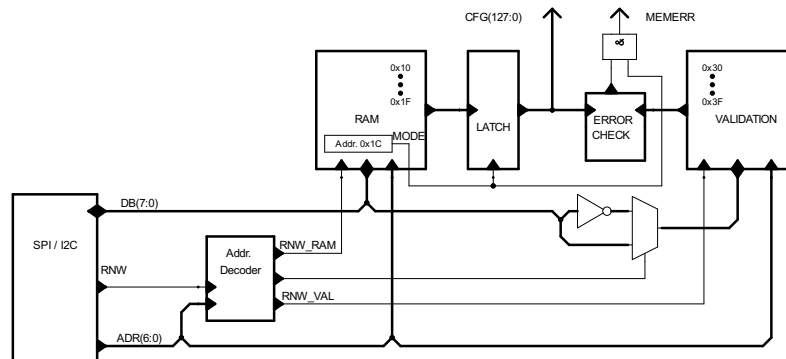 CFG(127:0)
MEMERR
&
0x10
0x1F
RAM
MODE
Addr. 0x1C
LATCH
ERROR
CHECK
0x30
0x3F
VALIDATION
DB(7:0)
SPI / I2C
RNW
Addr.
Decoder
RNW_RAM
RNW_VAL
ADR(6:0)